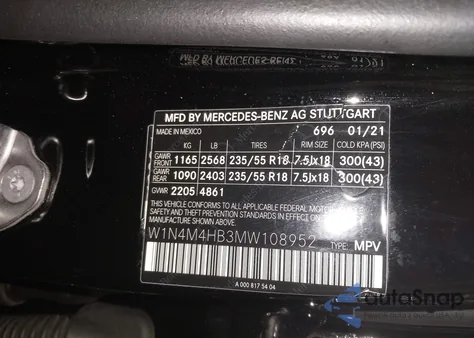 MFD BY MERCEDES-BENZ AG STUTTGART
MADE IN MEXICO 696 01/21
KG LB TIRES RIM SIZE COLD KPA(PSI)
GAWR FRONT 1165 2568 235/55 R18 7.5Jx18 300(43)
GAWR REAR 1090 2403 235/55 R18 7.5Jx18 300(43)
GVWR 2205 4861
THIS VEHICLE CONFORMS TO ALL APPLICABLE U.S. FEDERAL MOTOR
VEHICLE SAFETY AND THEFT PREVENTION STANDARDS IN EFFECT ON THE DATE OF
MANUFACTURE SHOWN ABOVE.
W1N4M4HB3MW108952 TYPE: MPV
A 000 817 55 04
autoSnap